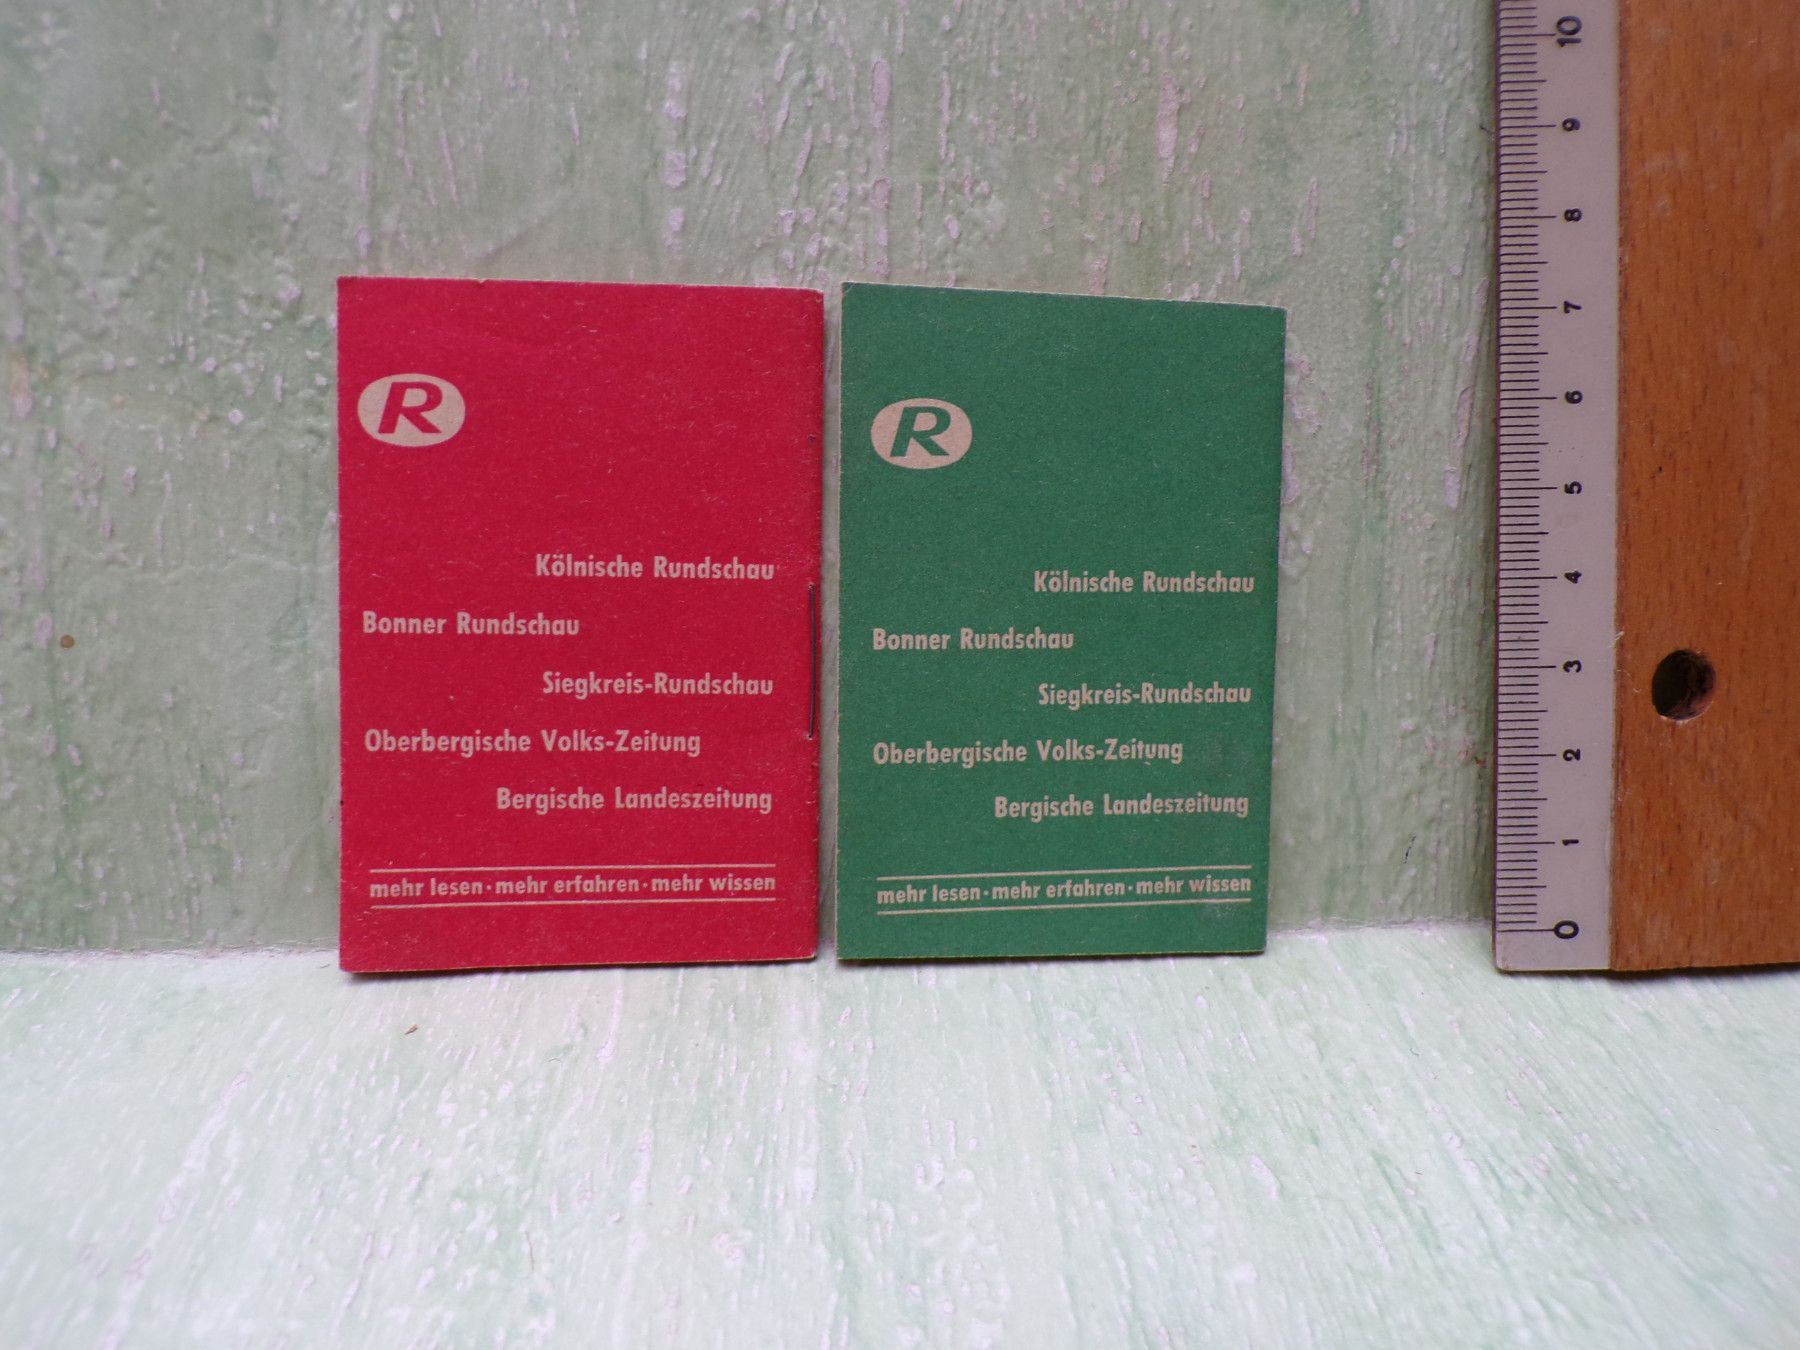 R
Kölnische Rundschau
Bonner Rundschau
Siegkreis-Rundschau
Oberbergische Volks-Zeitung
Bergische Landeszeitung
mehr lesen · mehr erfahren · mehr wissen
R
Kölnische Rundschau
Bonner Rundschau
Siegkreis-Rundschau
Oberbergische Volks-Zeitung
Bergische Landeszeitung
mehr lesen · mehr erfahren · mehr wissen
10
9
8
7
6
5
4
3
2
1
0